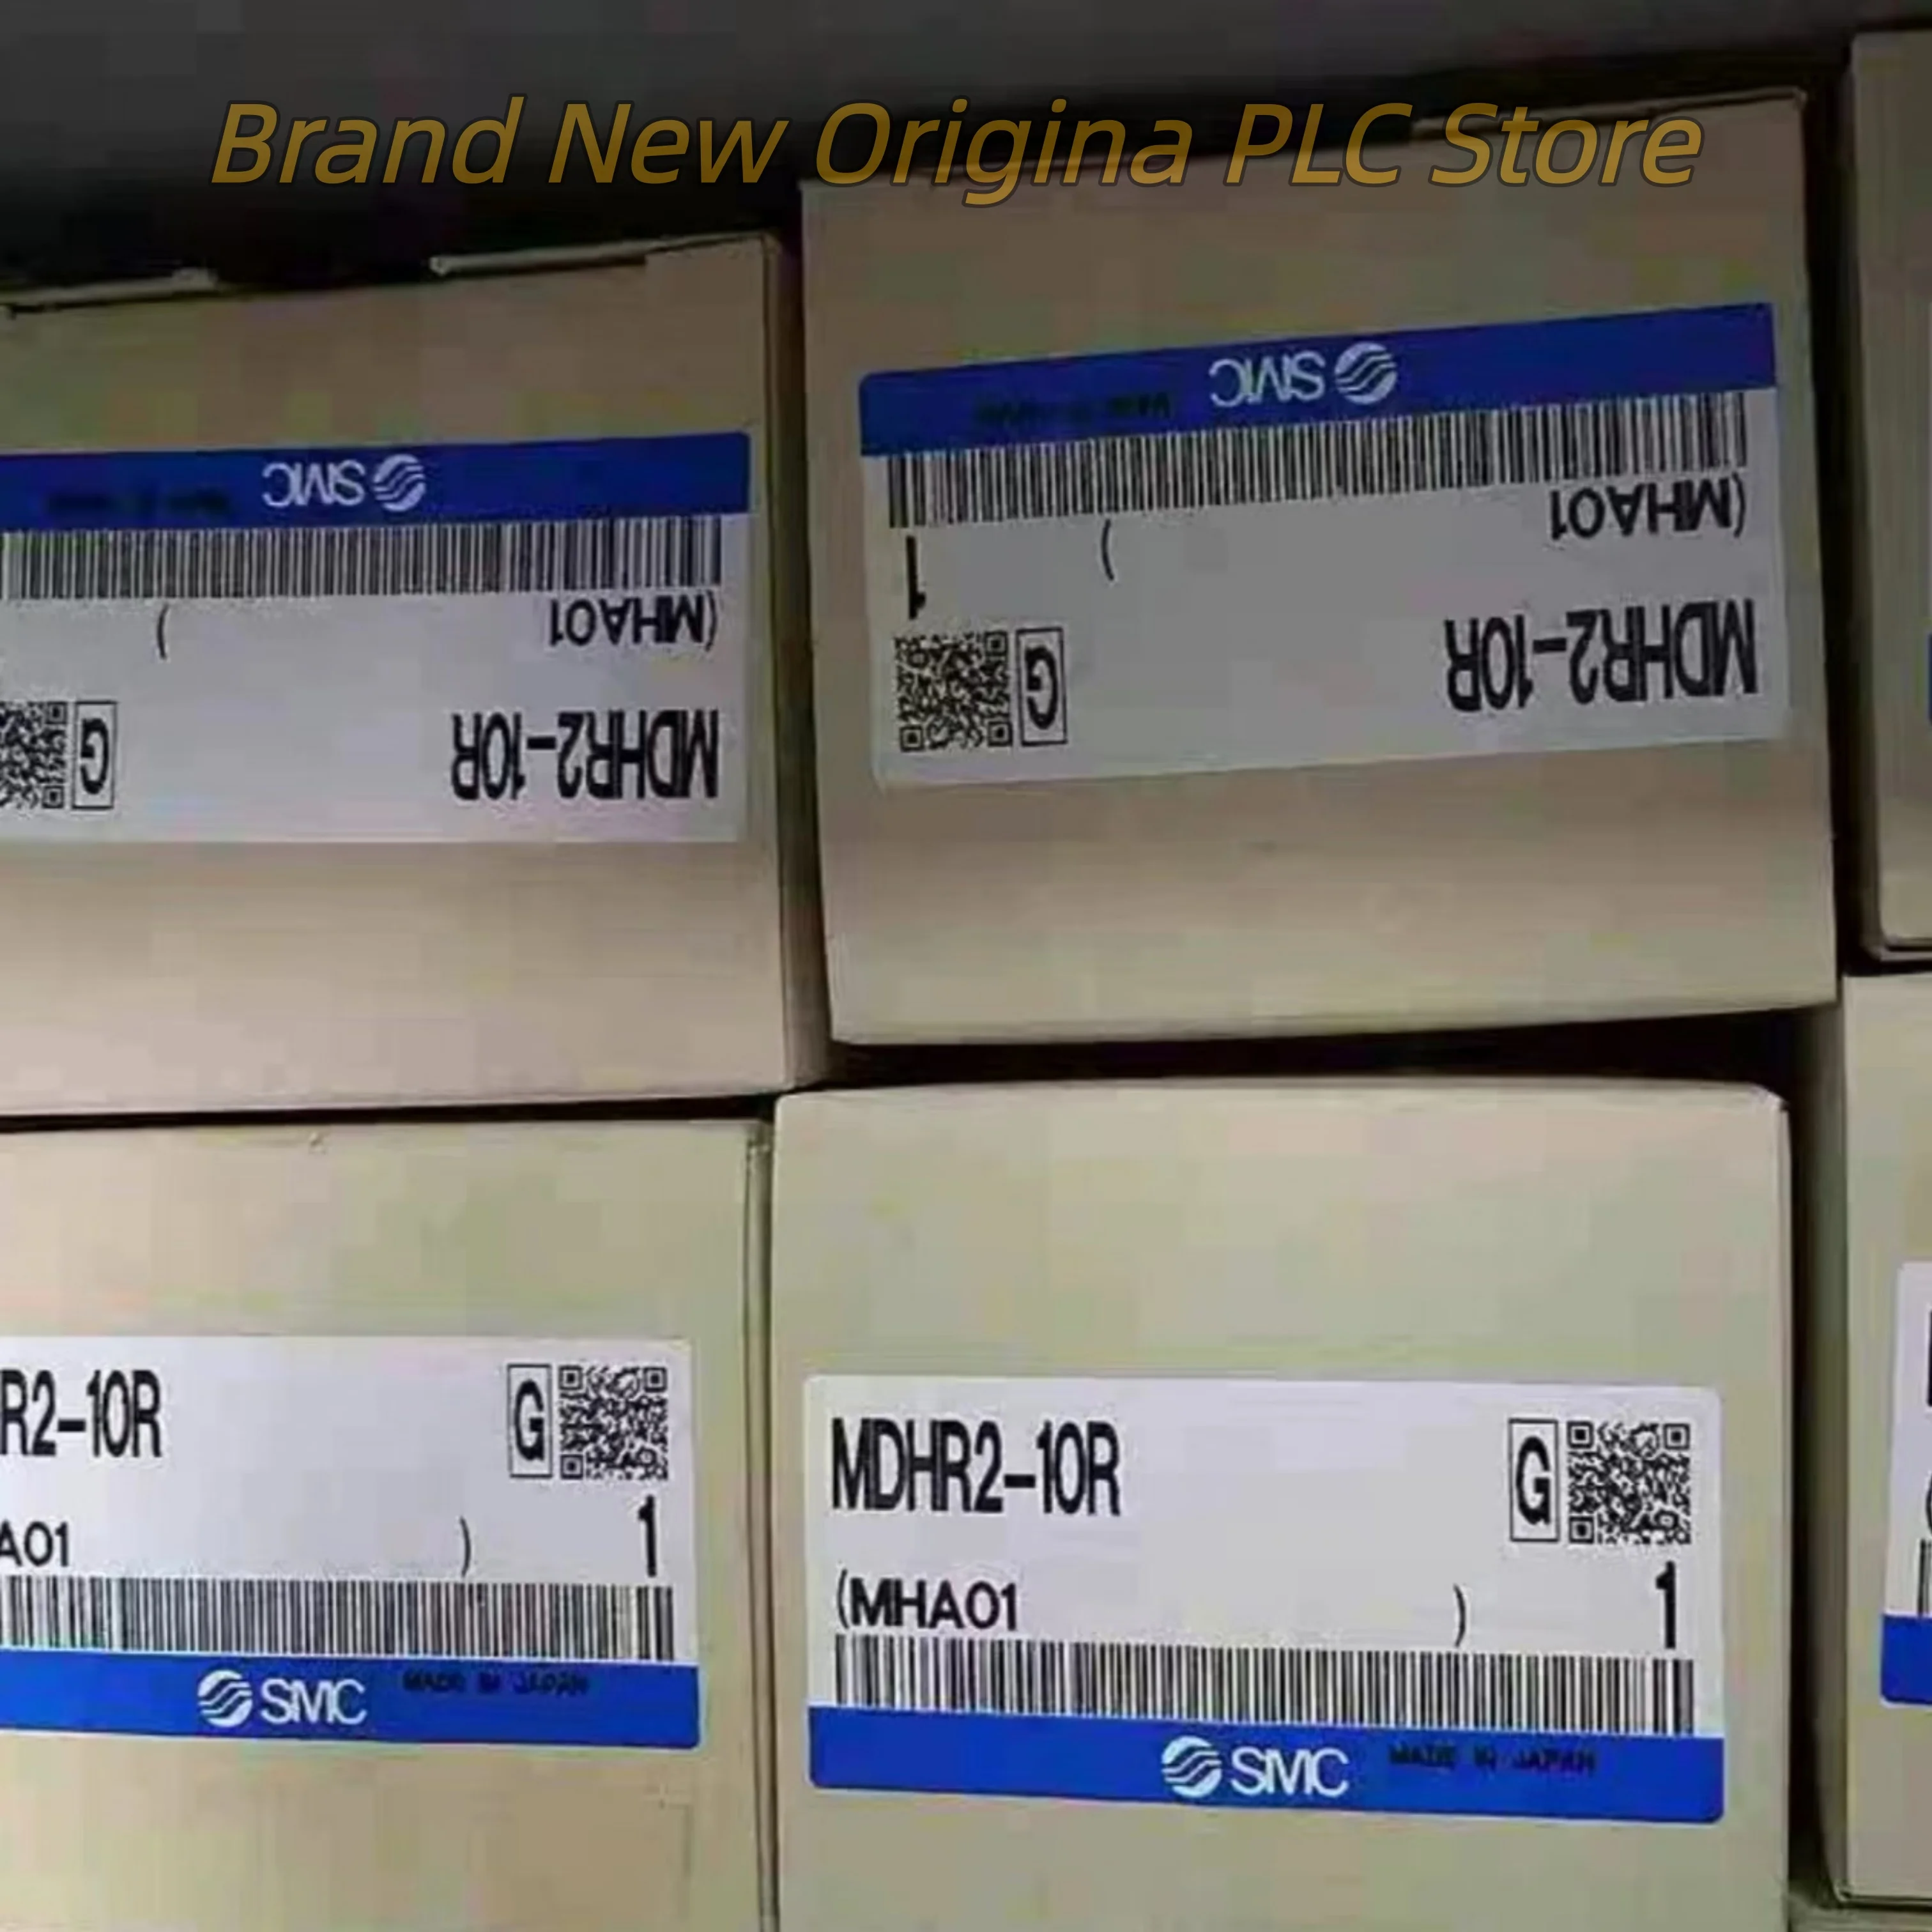 Brand New Origina PLC Store
SMC
(MHA01 )
MDHR2-10R
G
SMC
(MHA01 )
1
MDHR2-10R
G
R2-10R
G
A01 )
1
SMC MADE IN JAPAN
MDHR2-10R
G
(MHA01 )
1
SMC MADE IN JAPAN